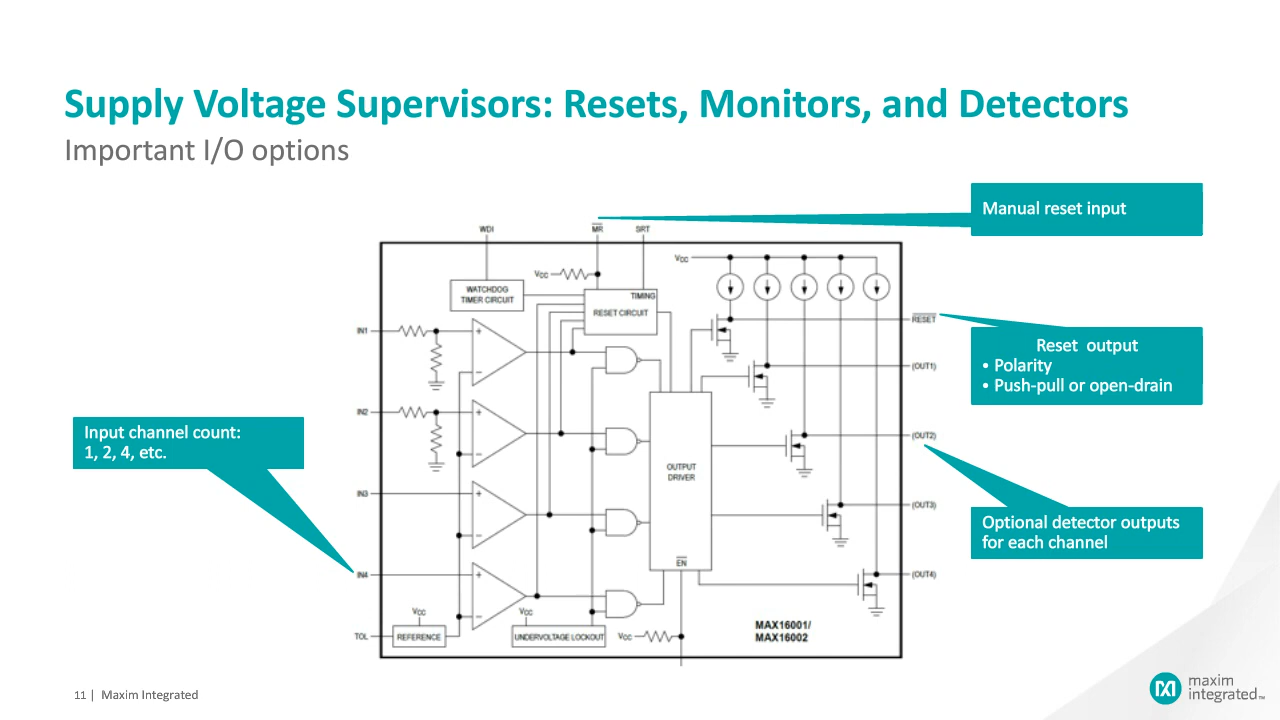 Supply Voltage Supervisors: Resets, Monitors, and Detectors
Important I/O options
Manual reset input
WDI
MR
SRT
VCC
VCC
WATCHDOG
TIMER CIRCUIT
TIMING
RESET CIRCUIT
IN1
RESET
Reset output
• Polarity
• Push-pull or open-drain
(OUT1)
IN2
Input channel count:
1, 2, 4, etc.
(OUT2)
OUTPUT
DRIVER
IN3
(OUT3)
Optional detector outputs
for each channel
EN
IN4
(OUT4)
VCC
VCC
TOL
REFERENCE
UNDERVOLTAGE LOCKOUT
VCC
MAX16001/
MAX16002
11 | Maxim Integrated
maxim
integrated™